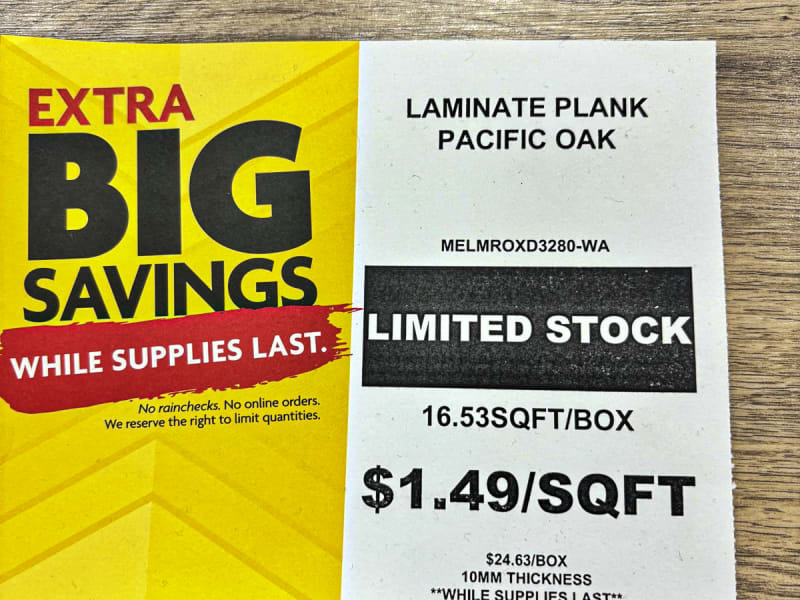 EXTRA
BIG
SAVINGS
WHILE SUPPLIES LAST.
No rainchecks. No online orders.
We reserve the right to limit quantities.
LAMINATE PLANK
PACIFIC OAK
MELMROXD3280-WA
LIMITED STOCK
16.53SQFT/BOX
$1.49/SQFT
$24.63/BOX
10MM THICKNESS
**WHILE SUPPLIES LAST**